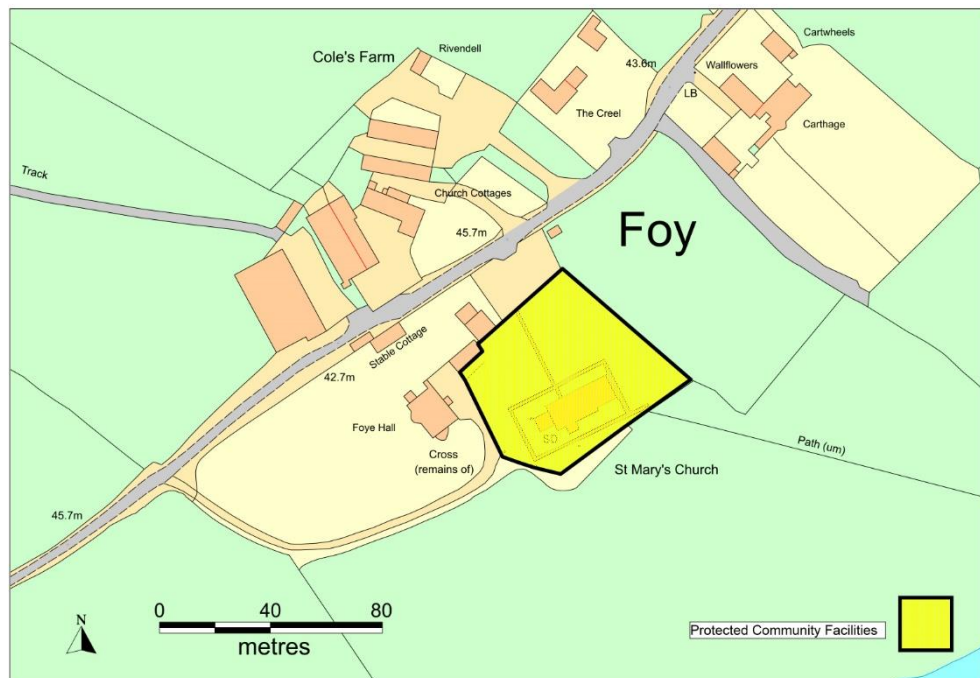 Cartwheels
Rivendell
Cole's Farm
43.6m
Wallflowers
The Creel
LB
Carthage
Track
Church Cottages
45.7m
Foy
Stable Cottage
42.7m
Foye Hall
SD
Cross
(remains of)
Path (um)
St Mary's Church
45.7m
N
0 40 80
metres
Protected Community Facilities